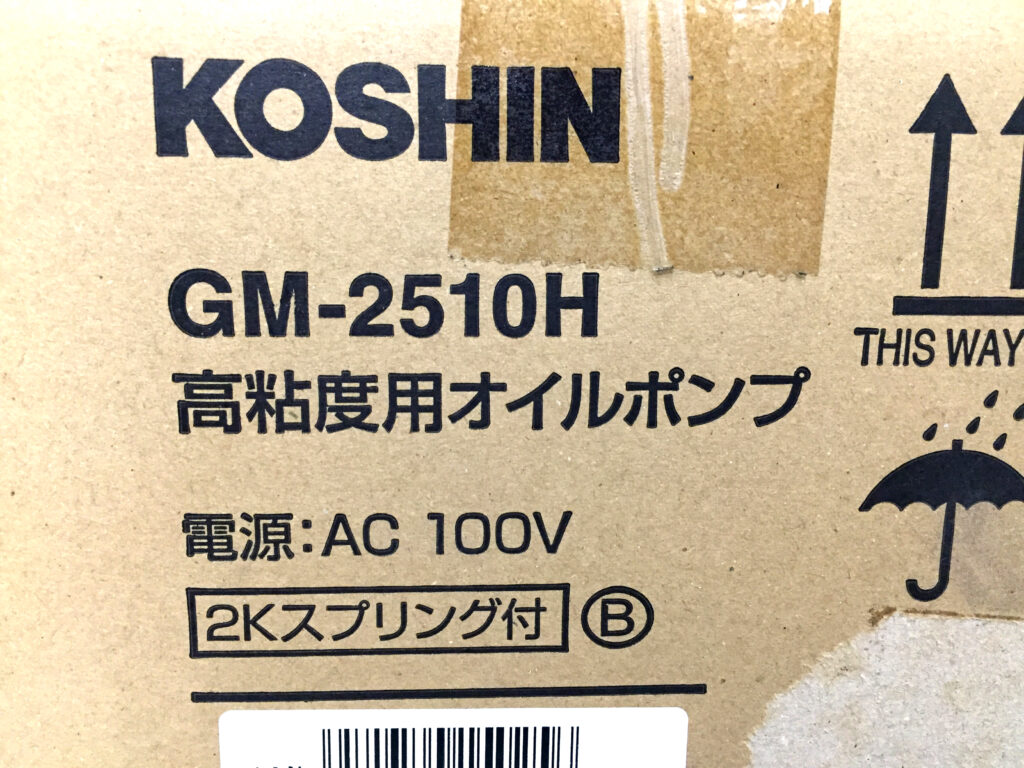 KOSHIN
GM-2510H
高粘度用オイルポンプ
電源:AC 100V
2Kスプリング付 Ⓑ
THIS WAY